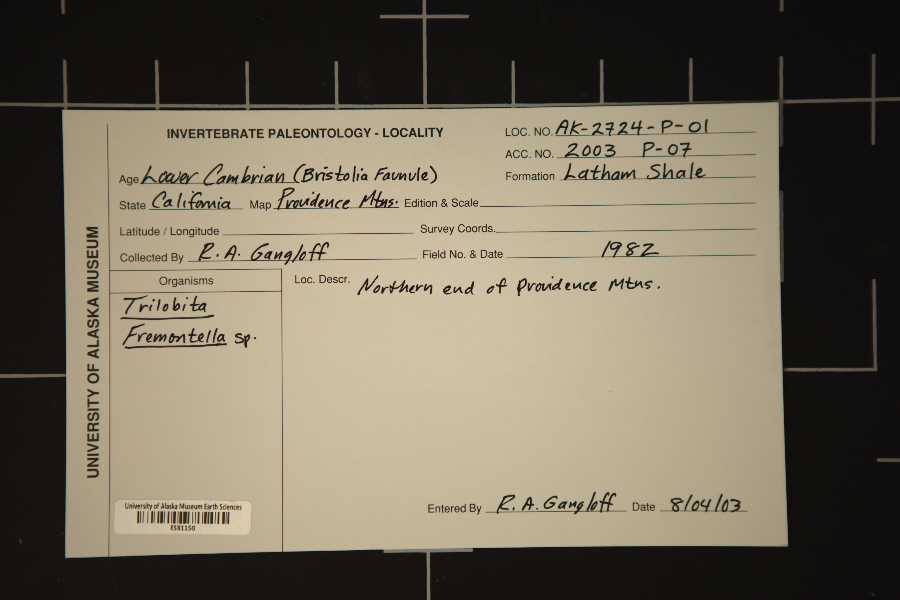 INVERTEBRATE PALEONTOLOGY - LOCALITY
LOC. NO. AK-2724-P-01
ACC. NO. 2003 P-07
Age Lower Cambrian (Bristolia Faunule)
Formation Latham Shale
State California Map Providence Mtns. Edition & Scale
Latitude / Longitude Survey Coords.
Collected By R.A. Gangloff Field No. & Date 1982
Organisms
Loc. Descr. Northern end of Providence Mtns.
Trilobita
Fremontella sp.
UNIVERSITY OF ALASKA MUSEUM
University of Alaska Museum Earth Sciences
ES81150
Entered By R.A. Gangloff Date 8/04/03